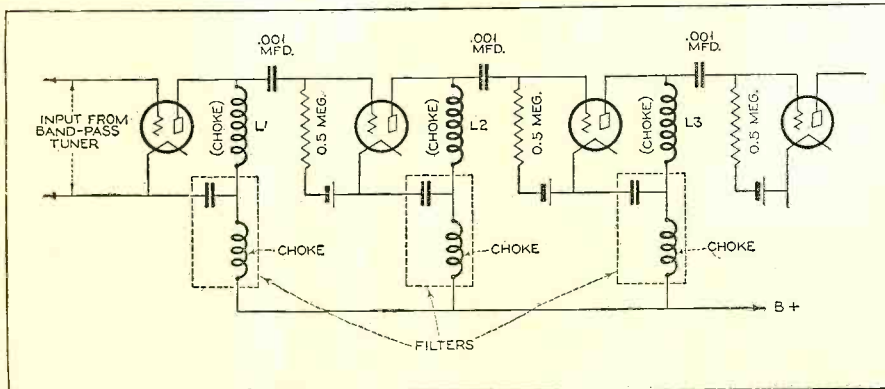 .001
MFD.
.001
MFD.
.001
MFD.
INPUT FROM
BAND-PASS
TUNER
(CHOKE)
L1
0.5 MEG.
(CHOKE)
L2
0.5 MEG.
(CHOKE)
L3
0.5 MEG.
CHOKE
CHOKE
CHOKE
B+
FILTERS